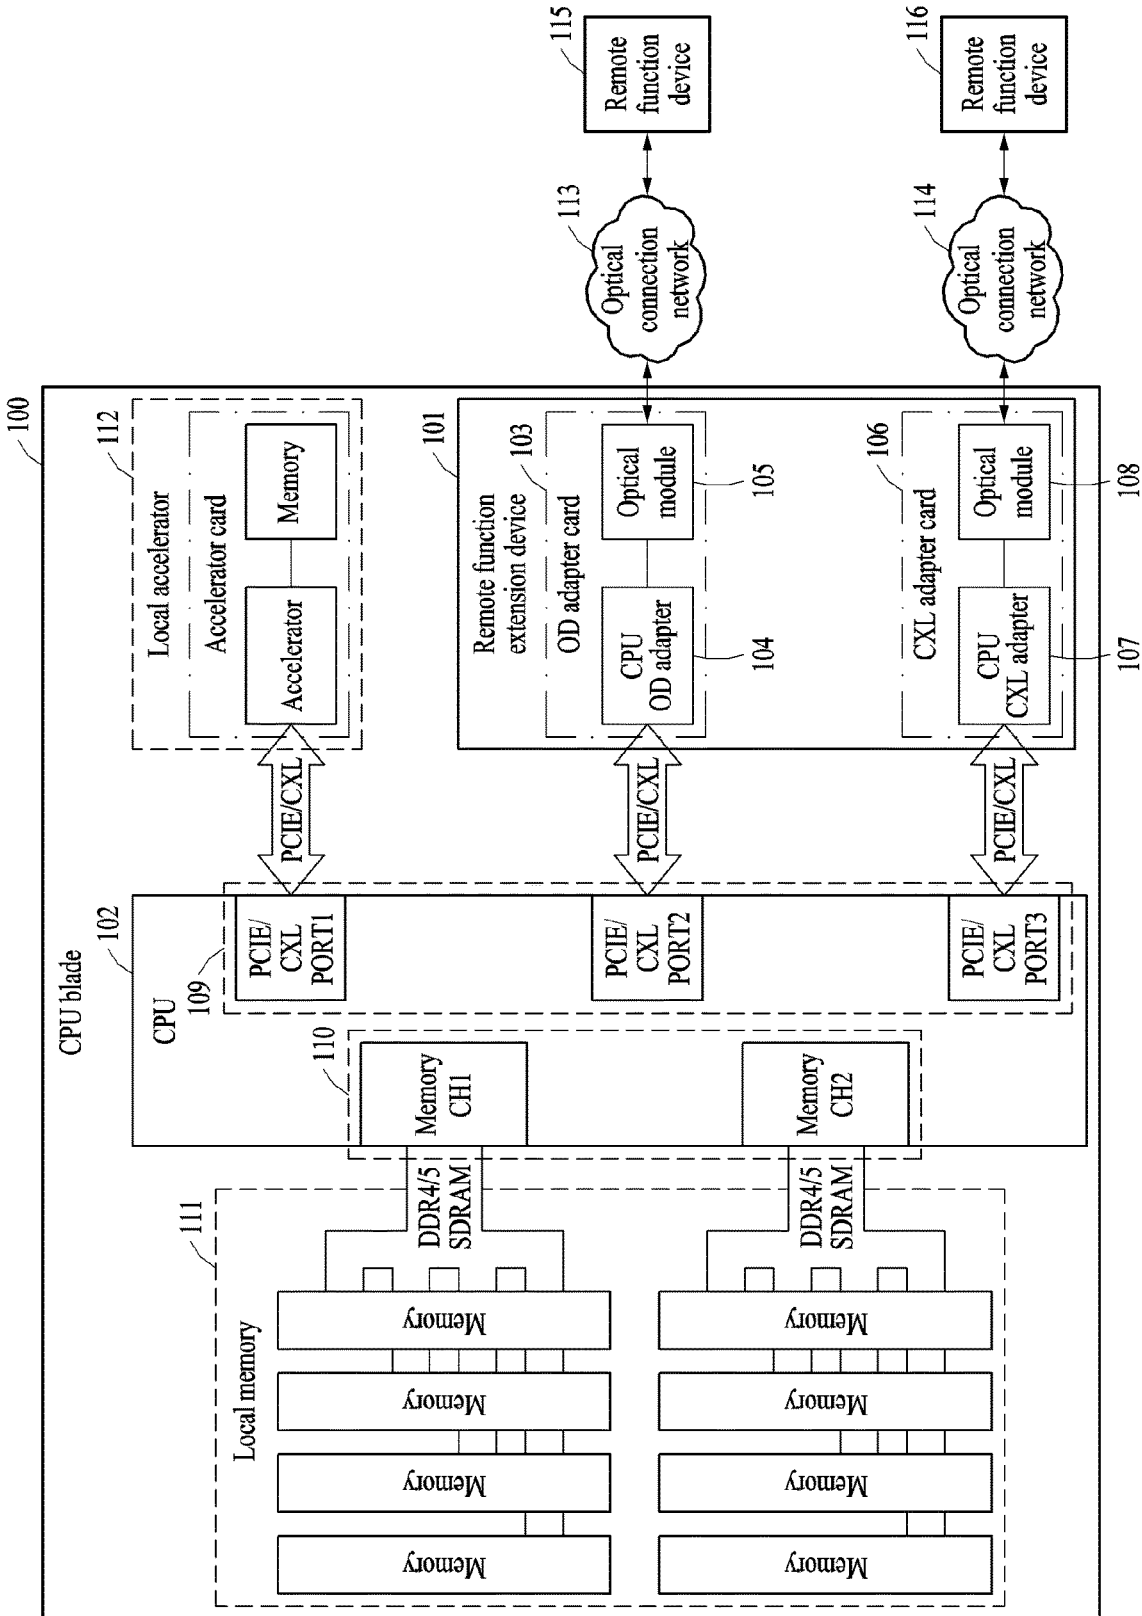 100
CPU blade
102
CPU
109
PCIE/
CXL
PORT1
PCIE/
CXL
PORT2
PCIE/
CXL
PORT3
110
Memory
CH1
Memory
CH2
111
Local memory
DDR4/5
SDRAM
Memory
Memory
Memory
Memory
DDR4/5
SDRAM
Memory
Memory
Memory
Memory
PCIE/CXL
PCIE/CXL
PCIE/CXL
112
Local accelerator
Accelerator card
Accelerator
Memory
101
Remote function
extension device
103
OD adapter card
CPU
OD adapter
104
Optical
module
105
106
CXL adapter card
CPU
CXL adapter
107
Optical
module
108
113
Optical
connection
network
114
Optical
connection
network
115
Remote
function
device
116
Remote
function
device